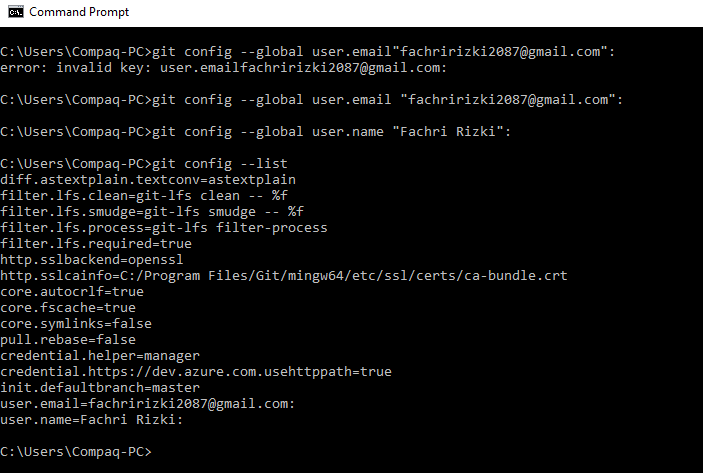 Command Prompt
C:\Users\Compaq-PC>git config --global user.email"fachririzki2087@gmail.com":
error: invalid key: user.emailfachririzki2087@gmail.com:
C:\Users\Compaq-PC>git config --global user.email "fachririzki2087@gmail.com":
C:\Users\Compaq-PC>git config --global user.name "Fachri Rizki":
C:\Users\Compaq-PC>git config --list
diff.astextplain.textconv=astextplain
filter.lfs.clean=git-lfs clean -- %f
filter.lfs.smudge=git-lfs smudge -- %f
filter.lfs.process=git-lfs filter-process
filter.lfs.required=true
http.sslbackend=openssl
http.sslcainfo=C:/Program Files/Git/mingw64/etc/ssl/certs/ca-bundle.crt
core.autocrlf=true
core.fscache=true
core.symlinks=false
pull.rebase=false
credential.helper=manager
credential.https://dev.azure.com.usehttppath=true
init.defaultbranch=master
user.email=fachririzki2087@gmail.com:
user.name=Fachri Rizki:
C:\Users\Compaq-PC>